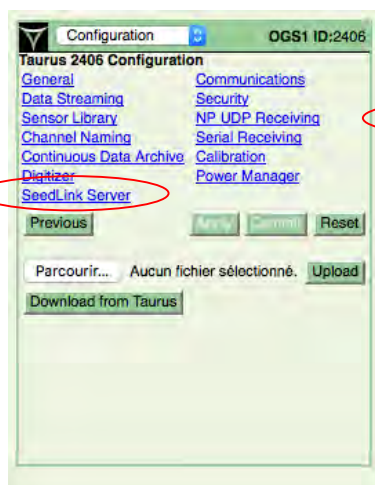 Configuration OGS1 ID:2406
Taurus 2406 Configuration
General Communications
Data Streaming Security
Sensor Library NP UDP Receiving
Channel Naming Serial Receiving
Continuous Data Archive Calibration
Digitizer Power Manager
SeedLink Server
Previous Apply Commit Reset
Parcourir... Aucun fichier sélectionné. Upload
Download from Taurus